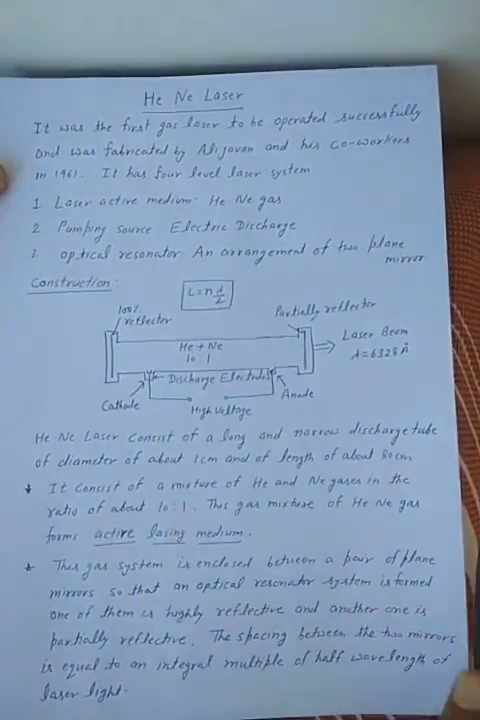 He Ne Laser
It was the first gas laser to be operated successfully
and was fabricated by Ali Javan and his co-workers
in 1961. It has four level laser system
1. Laser active medium: He Ne gas
2 Pumping source Electric Discharge
3. optical resonator An arrangement of two plane
mirror
Construction:
L = n λ/2
100% reflector
Partially reflector
He + Ne
10 : 1
Laser Beam
λ = 6328 Å
Discharge Electrodes
Cathode
Anode
High Voltage
He Ne Laser consist of a long and narrow discharge tube
of diameter of about 1cm and of length of about 80cm
* It consist of a mixture of He and Ne gases in the
ratio of about 10:1. This gas mixture of He-Ne gas
forms active lasing medium.
* This gas system is enclosed between a pair of plane
mirrors so that an optical resonator system is formed
one of them is highly reflective and another one is
partially reflective. The spacing between the two mirrors
is equal to an integral multiple of half wavelength of
laser light.